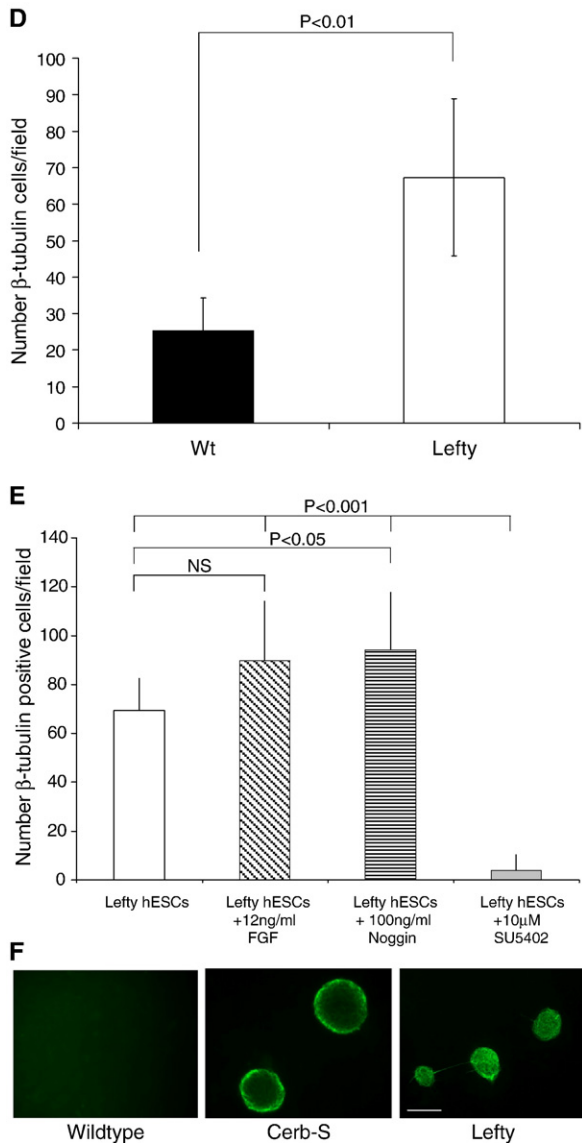 D
P<0.01
Number β-tubulin cells/field
100
90
80
70
60
50
40
30
20
10
0
Wt Lefty
E
P<0.001
P<0.05
NS
Number β-tubulin positive cells/field
140
120
100
80
60
40
20
0
Lefty hESCs
Lefty hESCs
+12ng/ml
FGF
Lefty hESCs
+ 100ng/ml
Noggin
Lefty hESCs
+10μM
SU5402
F
Wildtype Cerb-S Lefty